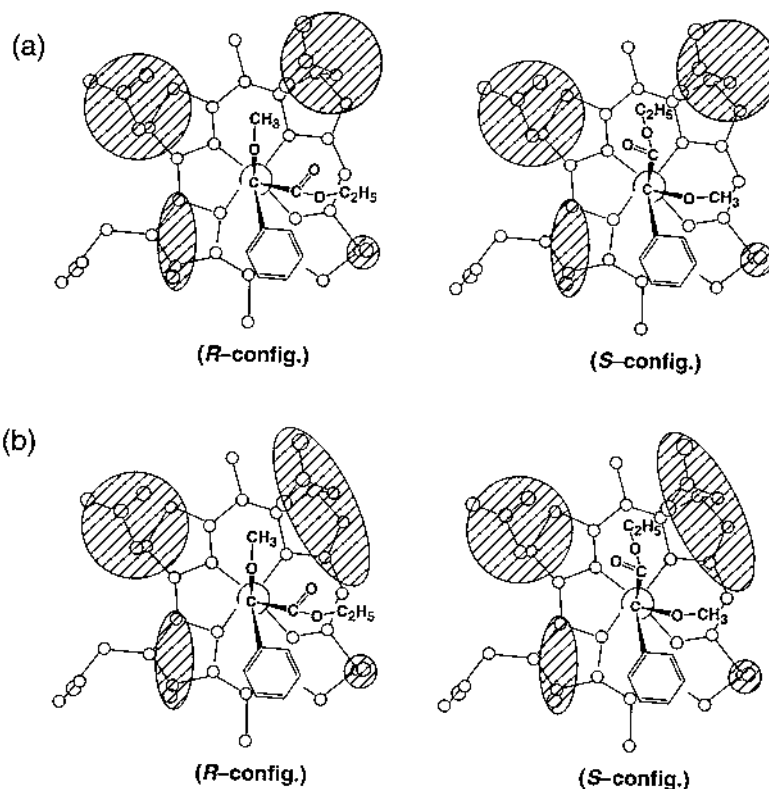 (a)
CH₃
O
C
C
O
O–C₂H₅
(R–config.)
C₂H₅
O
O
C
C
O–CH₃
(S–config.)
(b)
CH₃
O
C
C
O
O–C₂H₅
(R–config.)
C₂H₅
O
O
C
C
O–CH₃
(S–config.)